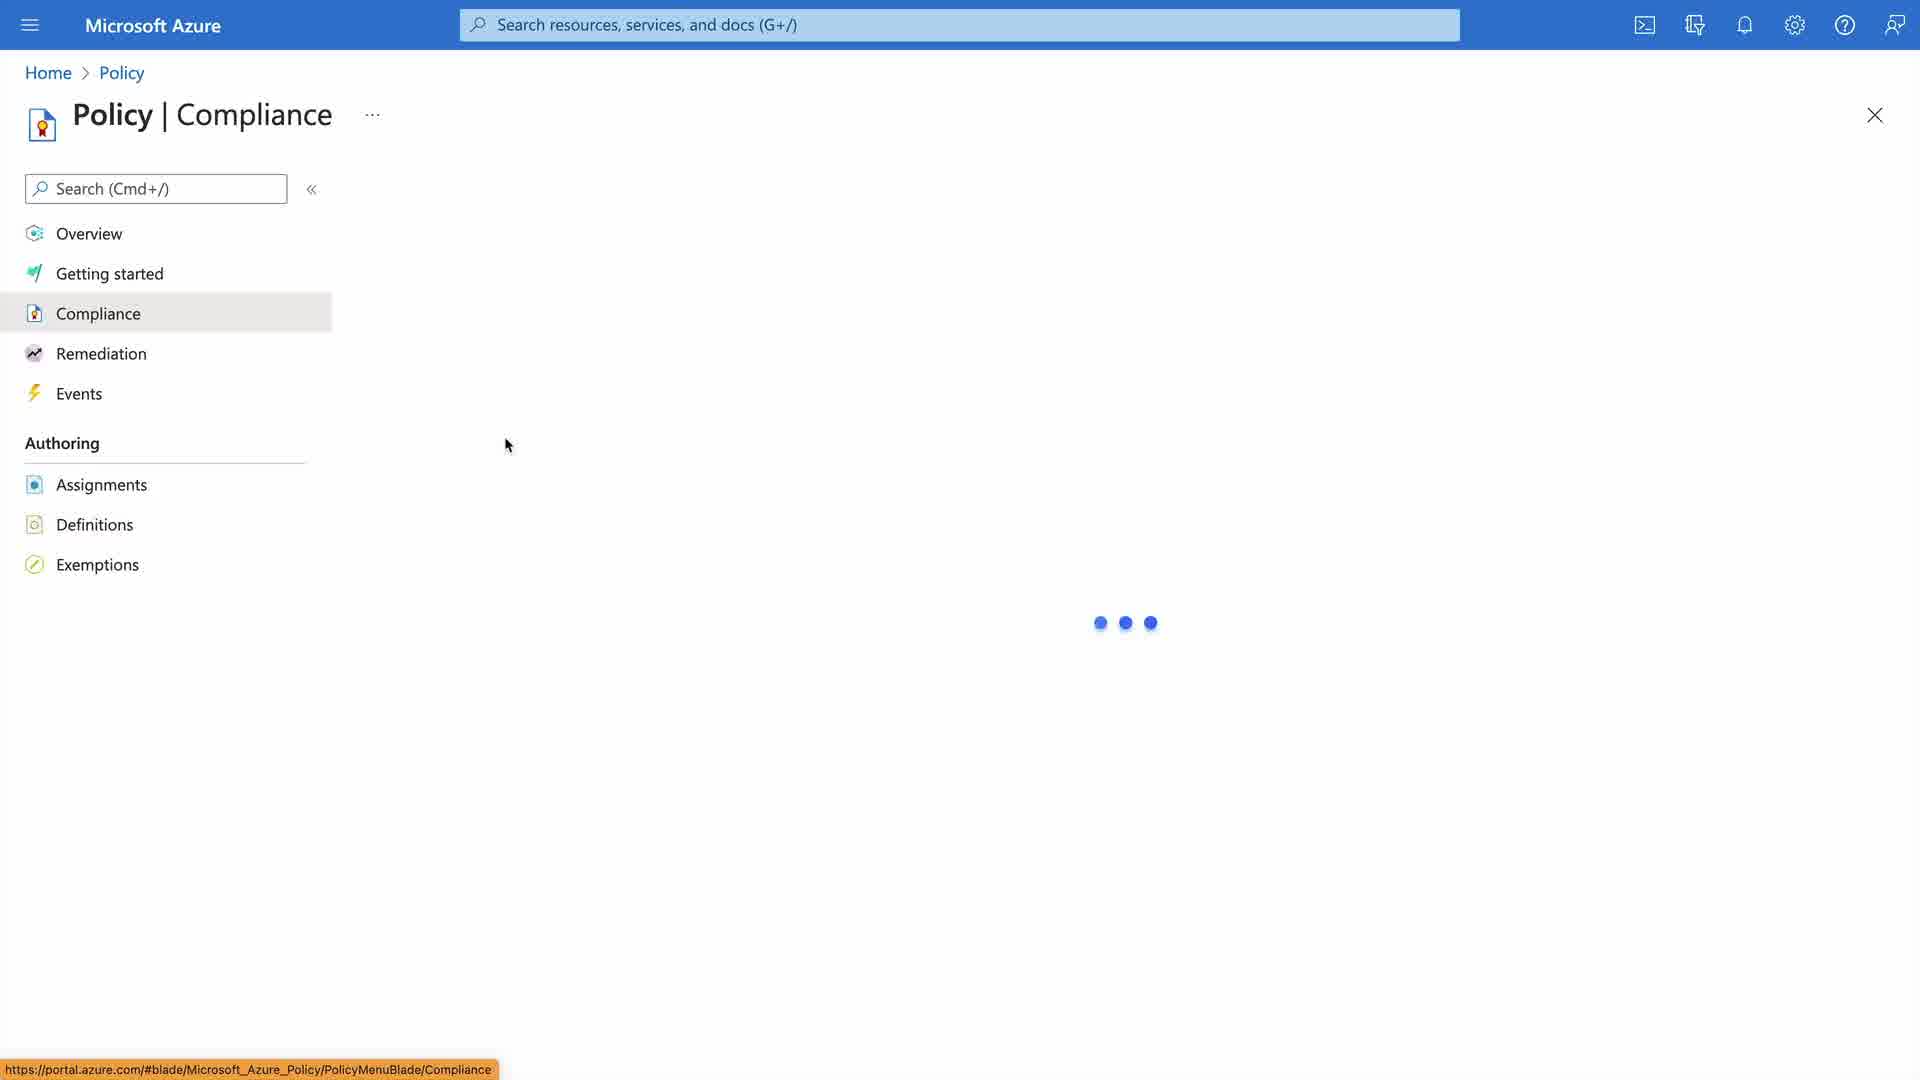 Microsoft Azure
Search resources, services, and docs (G+/)
Home > Policy
Policy | Compliance ...
Search (Cmd+/)
Overview
Getting started
Compliance
Remediation
Events
Authoring
Assignments
Definitions
Exemptions
https://portal.azure.com/#blade/Microsoft_Azure_Policy/PolicyMenuBlade/Compliance